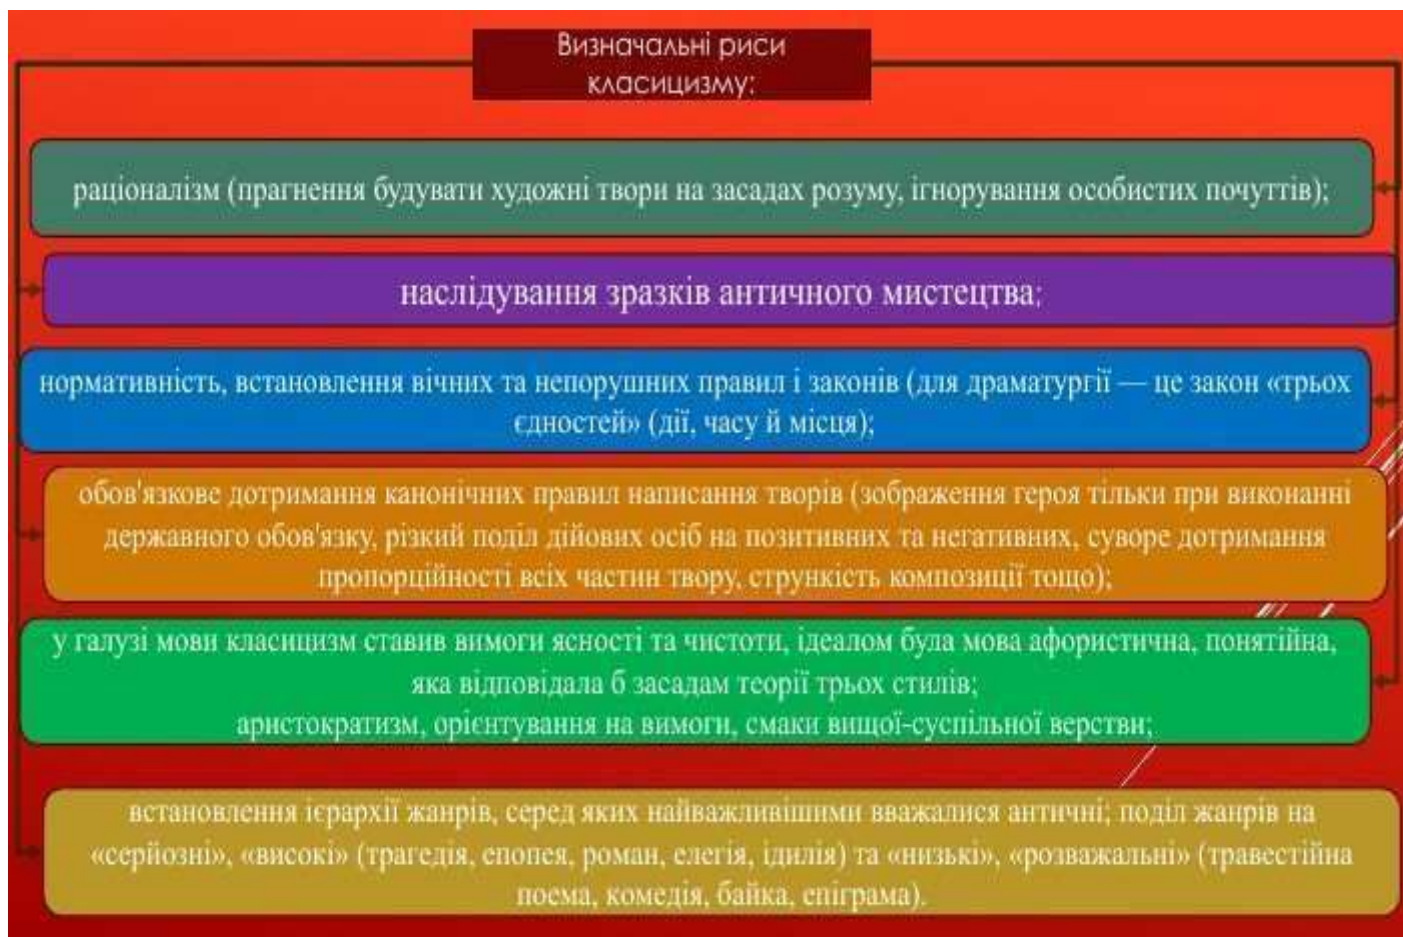 Визначальні риси
класицизму:
раціоналізм (прагнення будувати художні твори на засадах розуму, ігнорування особистих почуттів);
наслідування зразків античного мистецтва;
нормативність, встановлення вічних та непорушних правил і законів (для драматургії — це закон «трьох
єдностей» (дії, часу й місця);
обов'язкове дотримання канонічних правил написання творів (зображення героя тільки при виконанні
державного обов'язку, різкий поділ дійових осіб на позитивних та негативних, суворе дотримання
пропорційності всіх частин твору, стрункість композиції тощо);
у галузі мови класицизм ставив вимоги ясності та чистоти, ідеалом була мова афористична, понятійна,
яка відповідала б засадам теорії трьох стилів;
аристократизм, орієнтування на вимоги, смаки вищої-суспільної верстви;
встановлення ієрархії жанрів, серед яких найважливішими вважалися античні; поділ жанрів на
«серйозні», «високі» (трагедія, епопея, роман, елегія, ідилія) та «низькі», «розважальні» (травестійна
поема, комедія, байка, епіграма).